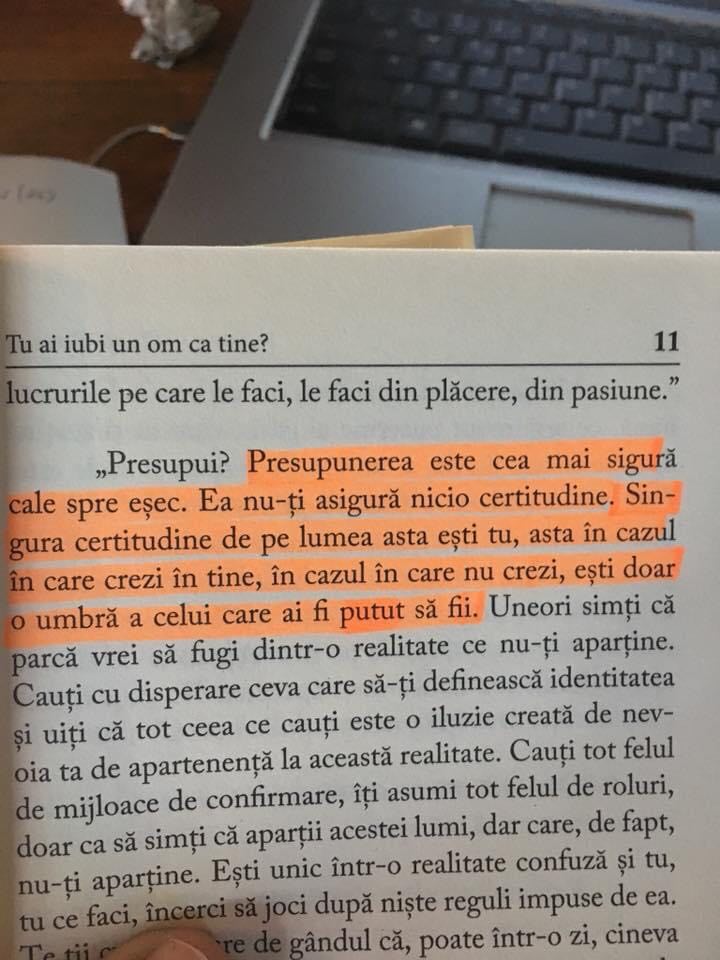 Tu ai iubi un om ca tine? 11
lucrurile pe care le faci, le faci din plăcere, din pasiune.”
„Presupui? Presupunerea este cea mai sigură
cale spre eșec. Ea nu-ți asigură nicio certitudine. Sin-
gura certitudine de pe lumea asta ești tu, asta în cazul
în care crezi în tine, în cazul în care nu crezi, ești doar
o umbră a celui care ai fi putut să fii. Uneori simți că
parcă vrei să fugi dintr-o realitate ce nu-ți aparține.
Cauți cu disperare ceva care să-ți definească identitatea
și uiți că tot ceea ce cauți este o iluzie creată de nev-
oia ta de apartenență la această realitate. Cauți tot felul
de mijloace de confirmare, îți asumi tot felul de roluri,
doar ca să simți că aparții acestei lumi, dar care, de fapt,
nu-ți aparține. Ești unic într-o realitate confuză și tu,
tu ce faci, încerci să joci după niște reguli impuse de ea.
Te ții de gândul că, poate într-o zi, cineva